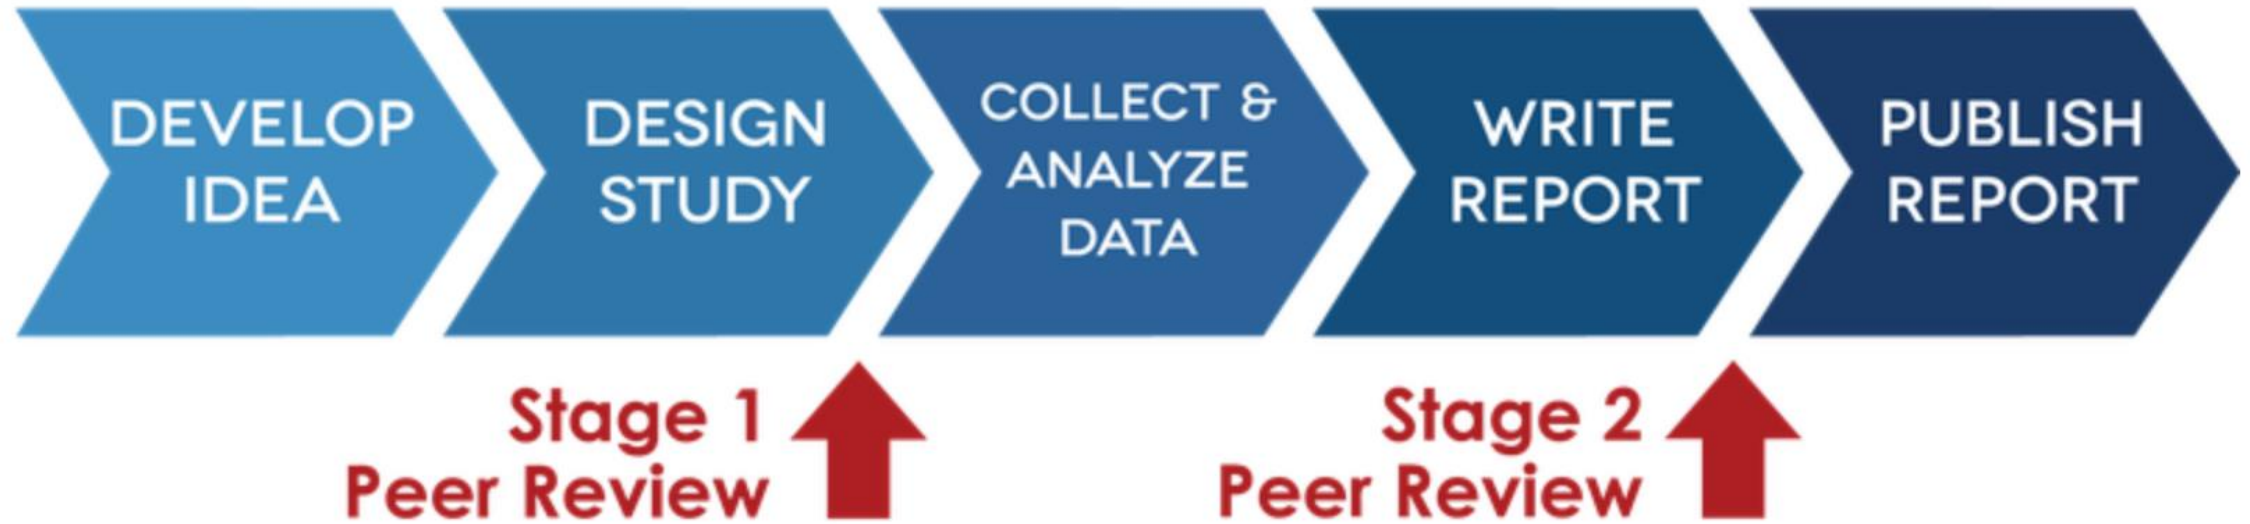 DEVELOP
IDEA
DESIGN
STUDY
COLLECT &
ANALYZE
DATA
WRITE
REPORT
PUBLISH
REPORT
Stage 1
Peer Review
Stage 2
Peer Review